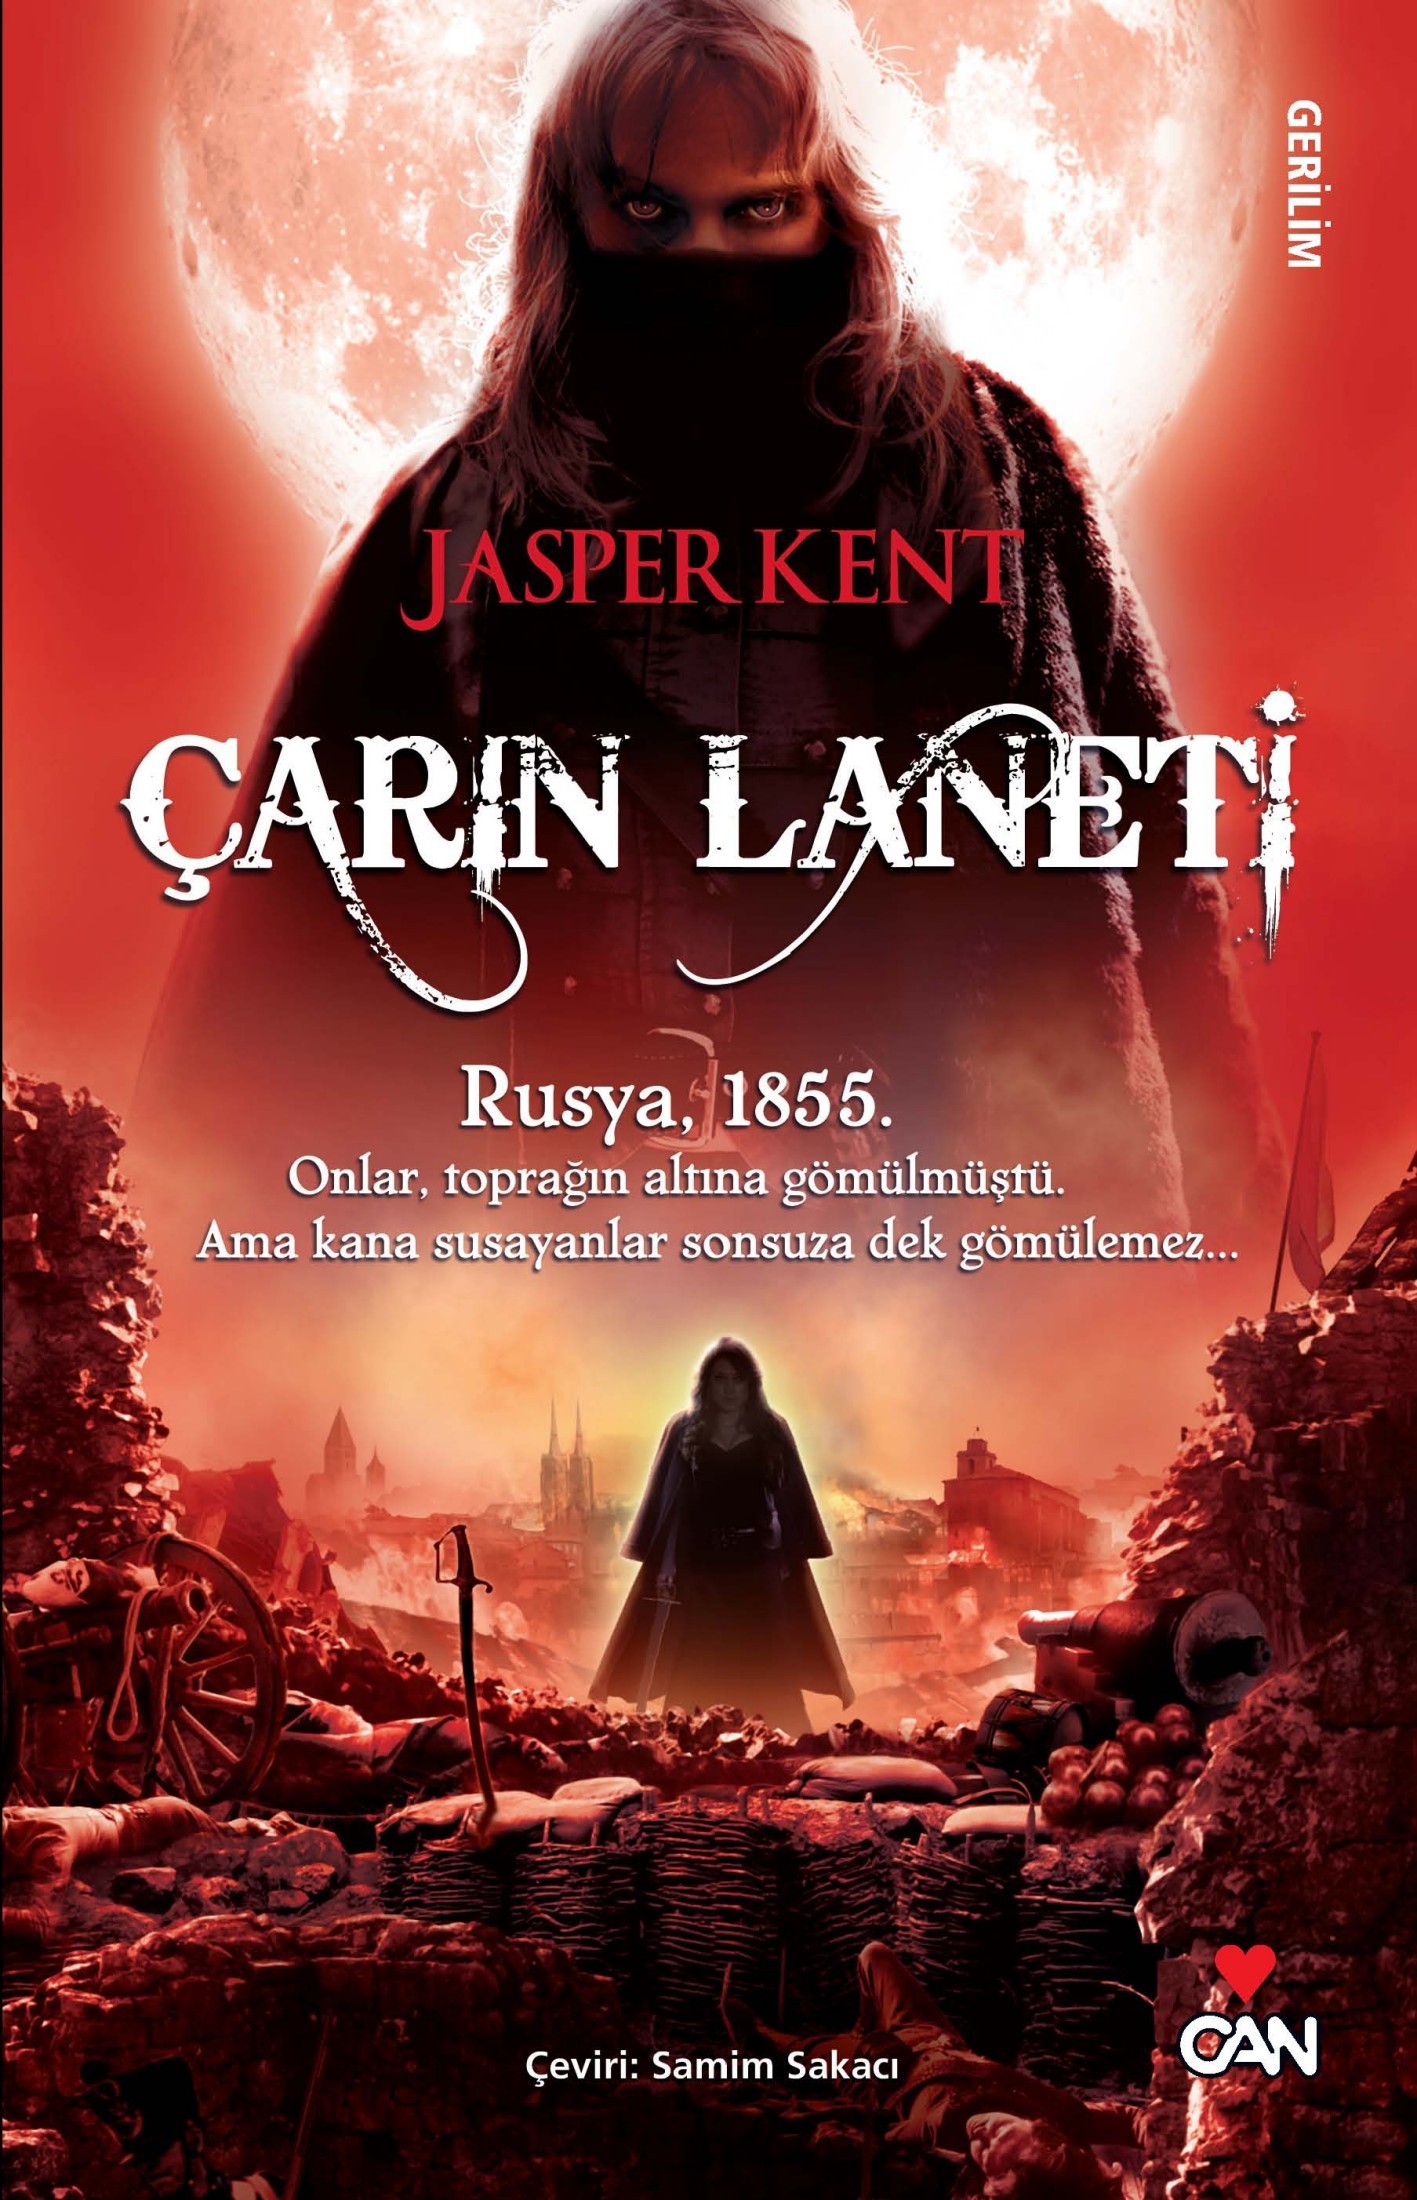 GERİLİM
JASPER KENT
ÇARIN LANETİ
Rusya, 1855.
Onlar, toprağın altına gömülmüştü.
Ama kana susayanlar sonsuza dek gömülemez...
CAN
Çeviri: Samim Sakacı